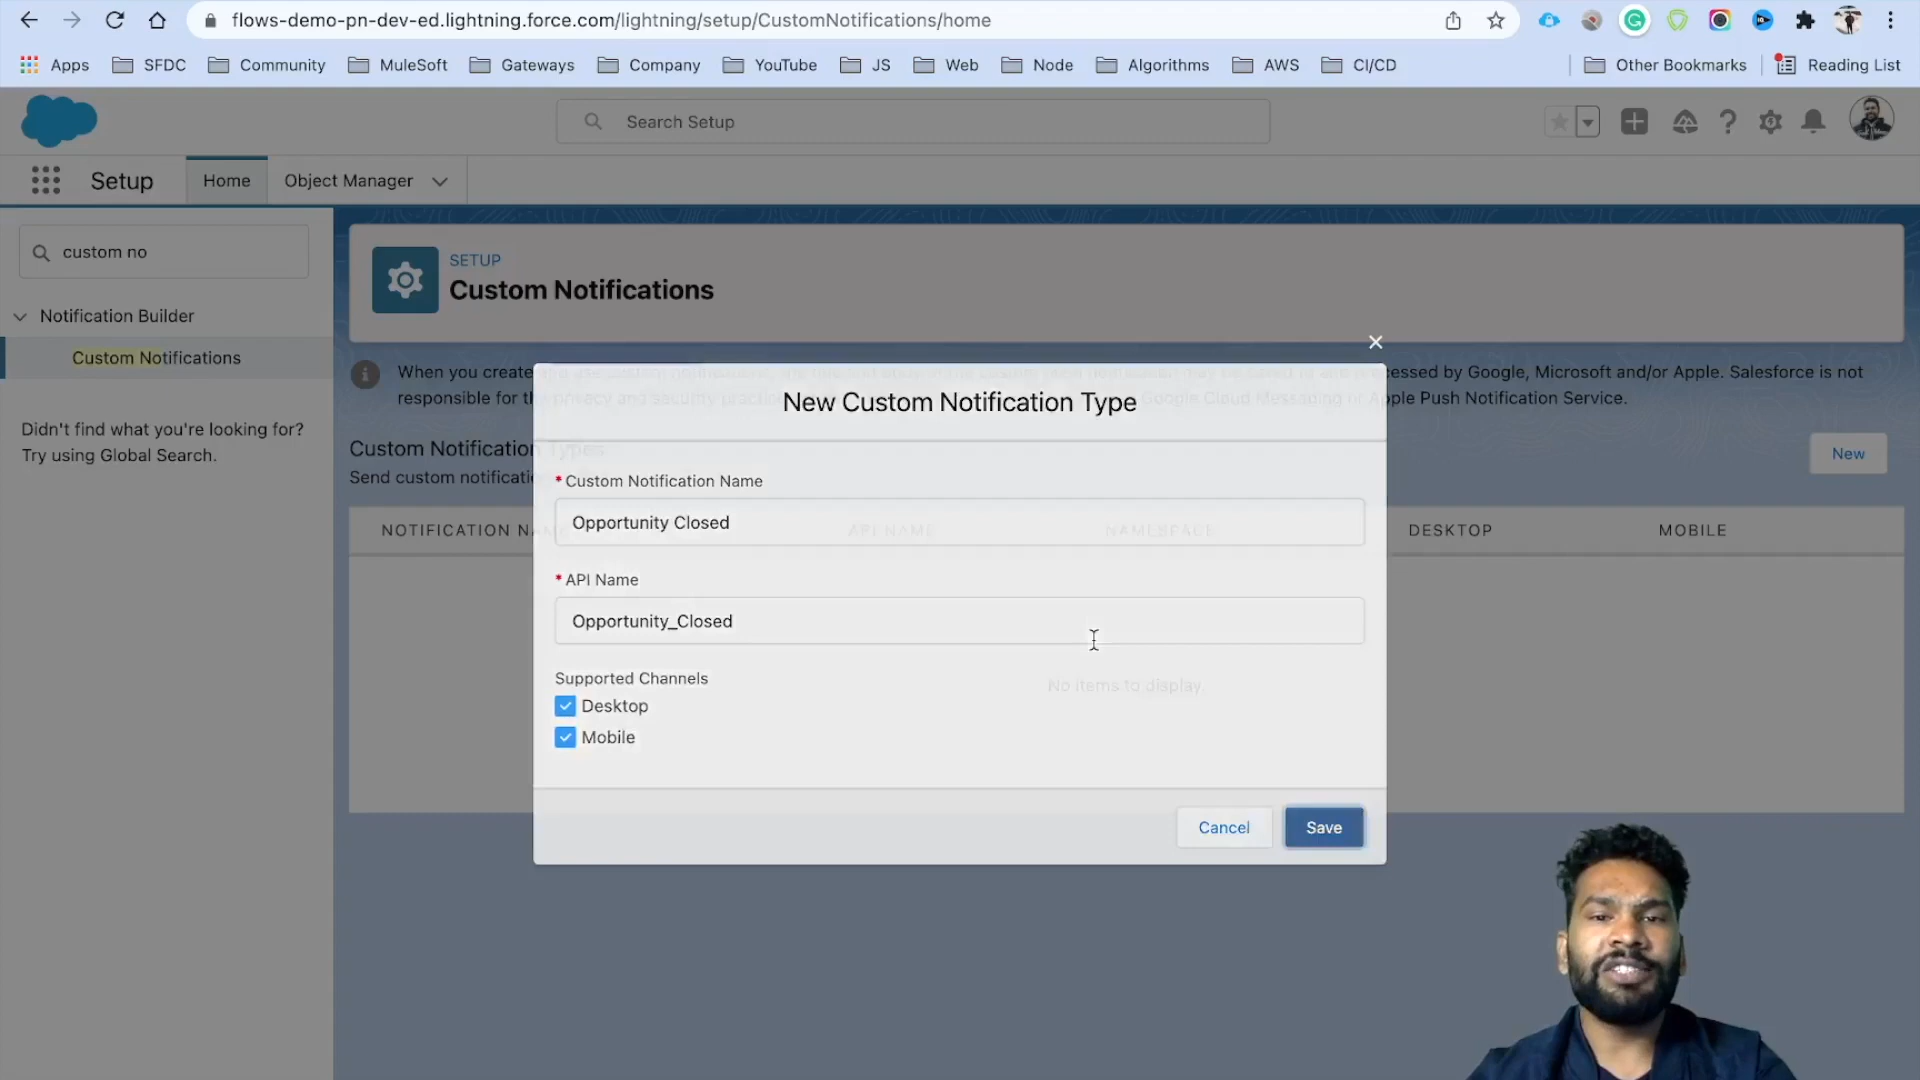 flows-demo-pn-dev-ed.lightning.force.com/lightning/setup/CustomNotifications/home
Apps SFDC Community MuleSoft Gateways Company YouTube JS Web Node Algorithms AWS CI/CD Other Bookmarks Reading List
Search Setup
Setup Home Object Manager
custom no
Notification Builder
Custom Notifications
Didn't find what you're looking for?
Try using Global Search.
SETUP
Custom Notifications
When you create
cessed by Google, Microsoft and/or Apple. Salesforce is not
responsible for the privacy and security practic
Google Cloud Messaging or Apple Push Notification Service.
Custom Notification Types
Send custom notificati
New
NOTIFICATION NAME API NAME NAMESPACE DESKTOP MOBILE
No items to display
New Custom Notification Type
* Custom Notification Name
Opportunity Closed
* API Name
Opportunity_Closed
Supported Channels
Desktop
Mobile
Cancel Save